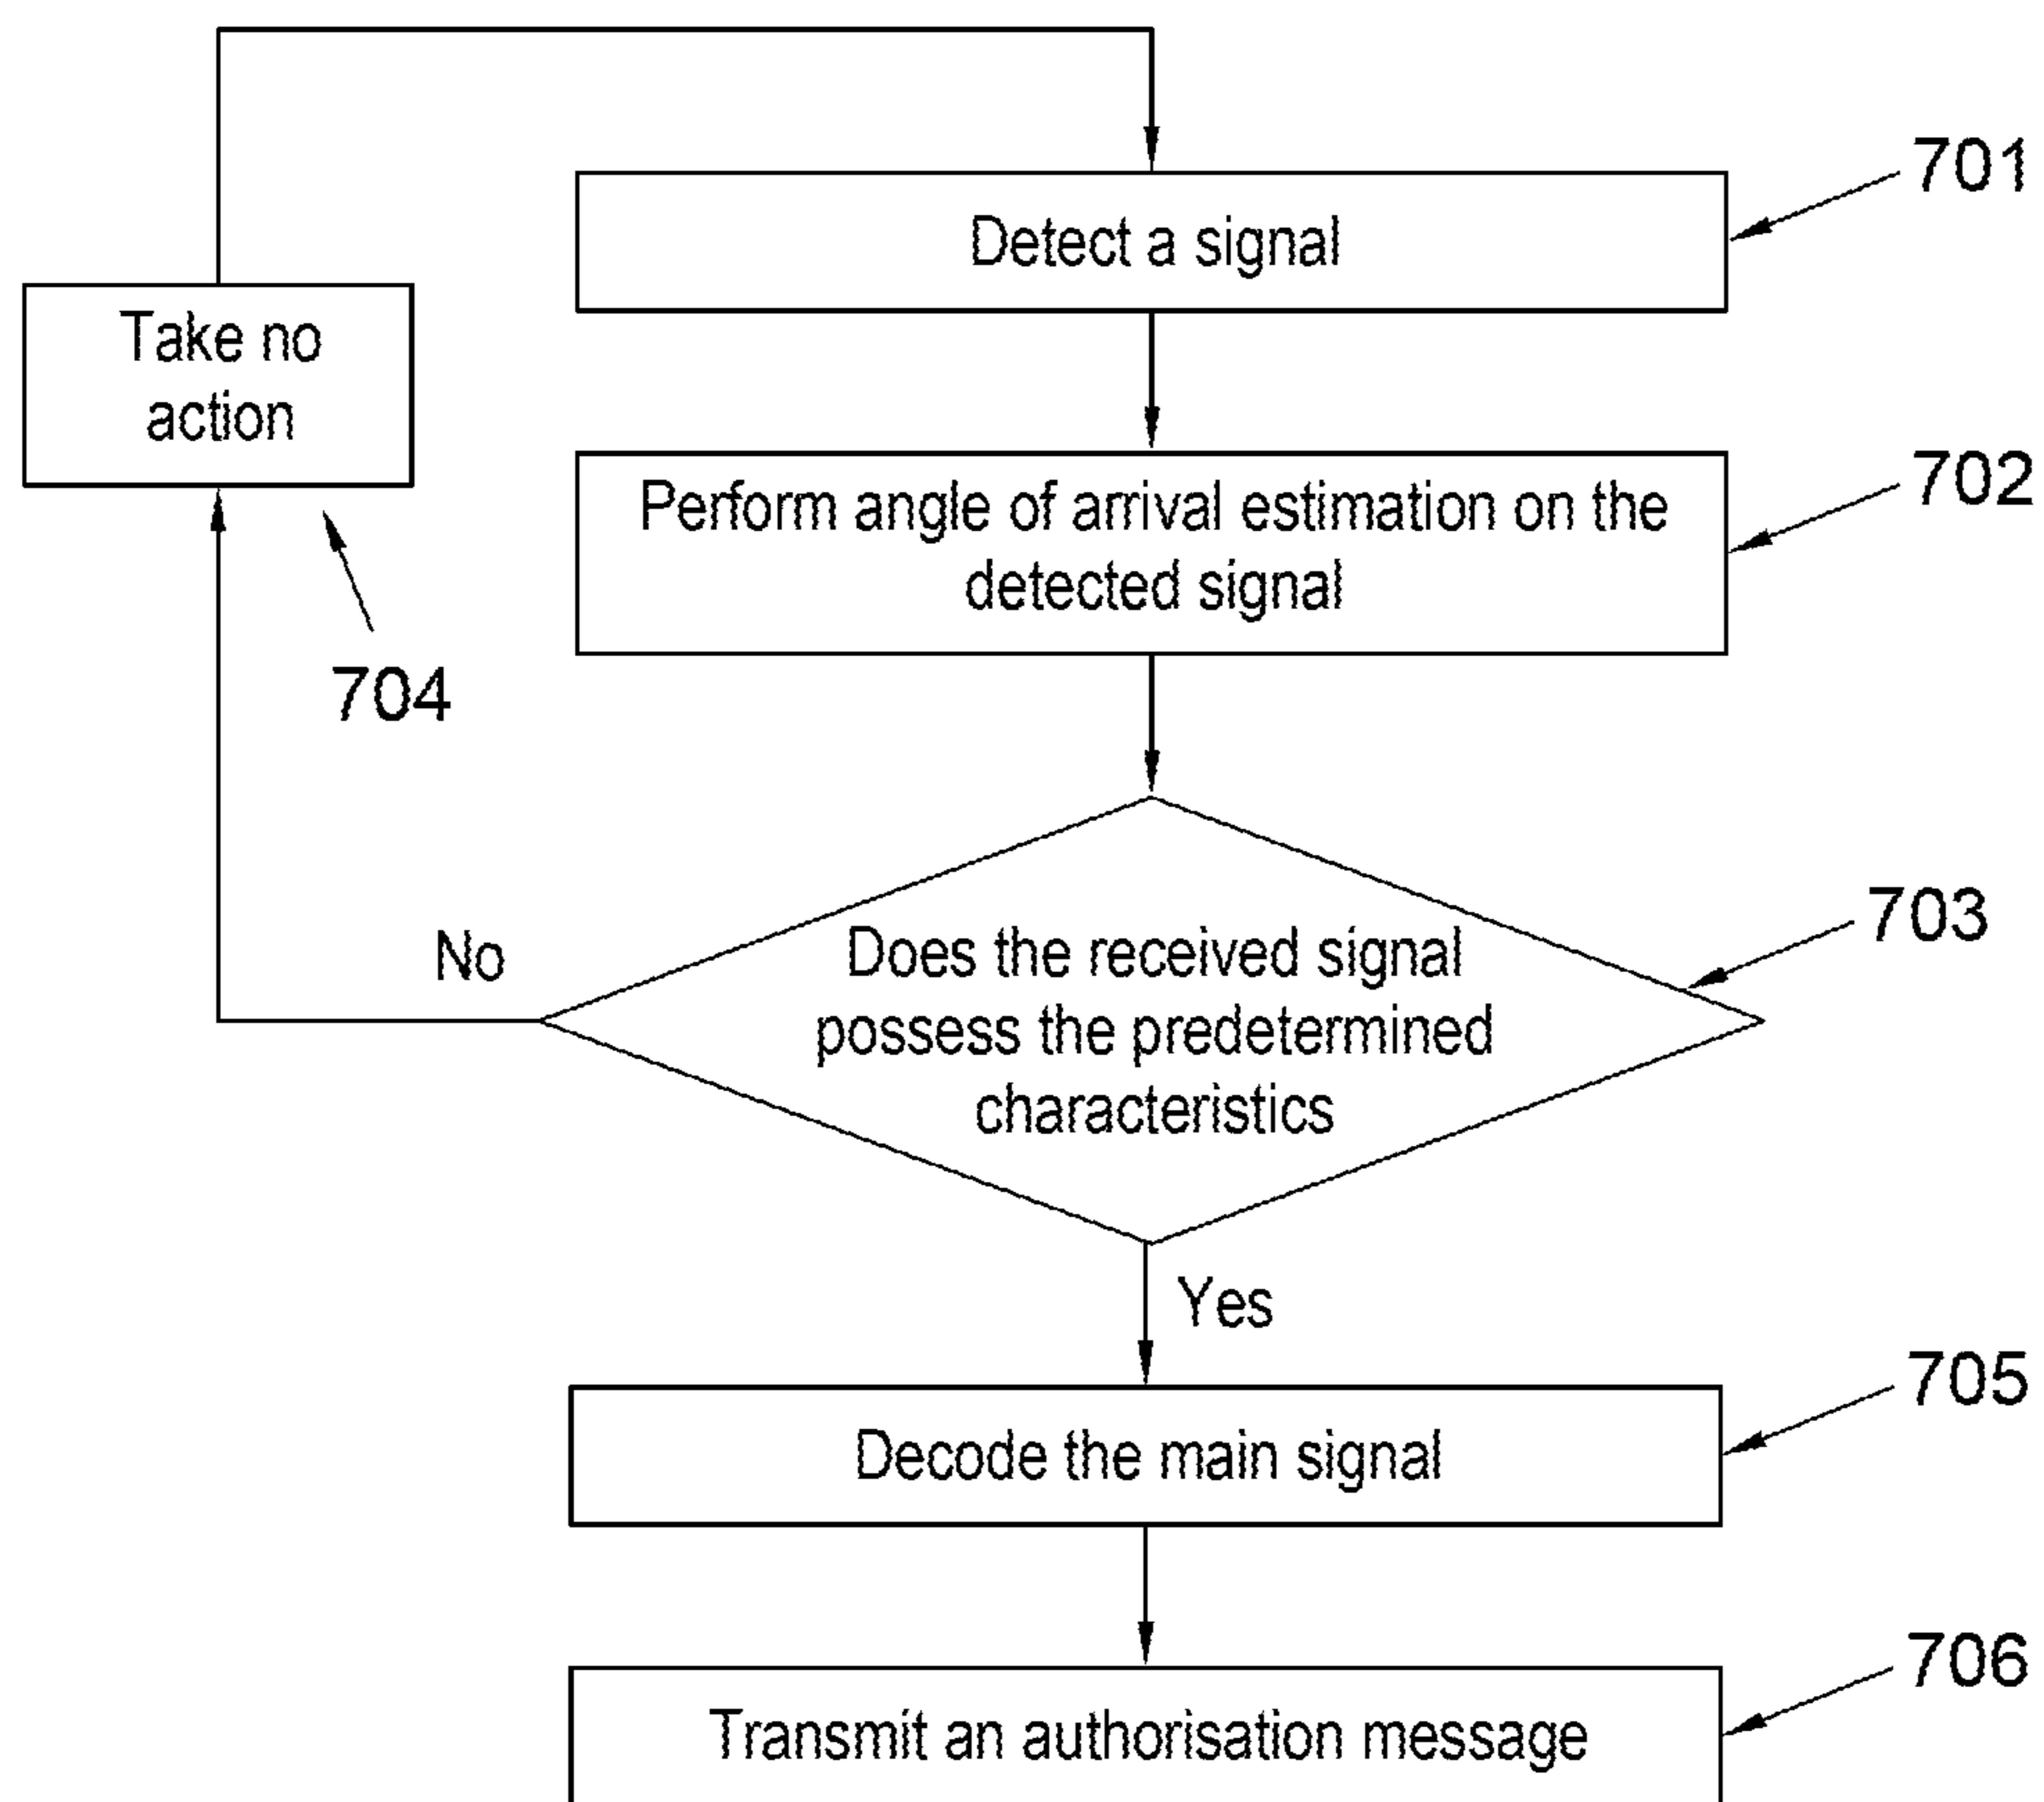 701
Detect a signal
Take no
action
702
Perform angle of arrival estimation on the
detected signal
704
703
Does the received signal
possess the predetermined
characteristics
No
Yes
705
Decode the main signal
706
Transmit an authorisation message